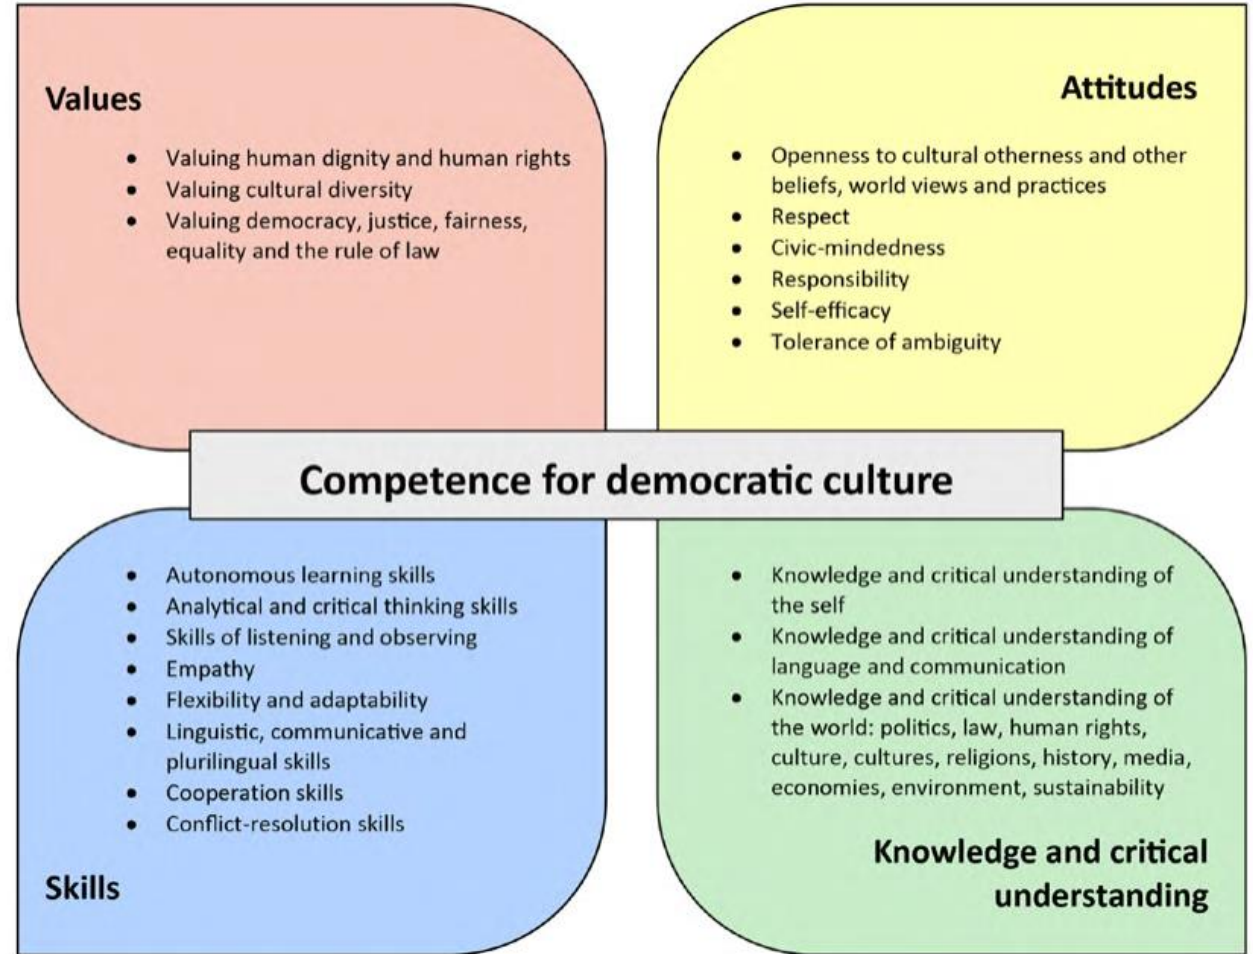 Values
• Valuing human dignity and human rights
• Valuing cultural diversity
• Valuing democracy, justice, fairness,
equality and the rule of law
Attitudes
• Openness to cultural otherness and other
beliefs, world views and practices
• Respect
• Civic-mindedness
• Responsibility
• Self-efficacy
• Tolerance of ambiguity
Competence for democratic culture
• Autonomous learning skills
• Analytical and critical thinking skills
• Skills of listening and observing
• Empathy
• Flexibility and adaptability
• Linguistic, communicative and
plurilingual skills
• Cooperation skills
• Conflict-resolution skills
Skills
• Knowledge and critical understanding of
the self
• Knowledge and critical understanding of
language and communication
• Knowledge and critical understanding of
the world: politics, law, human rights,
culture, cultures, religions, history, media,
economies, environment, sustainability
Knowledge and critical
understanding